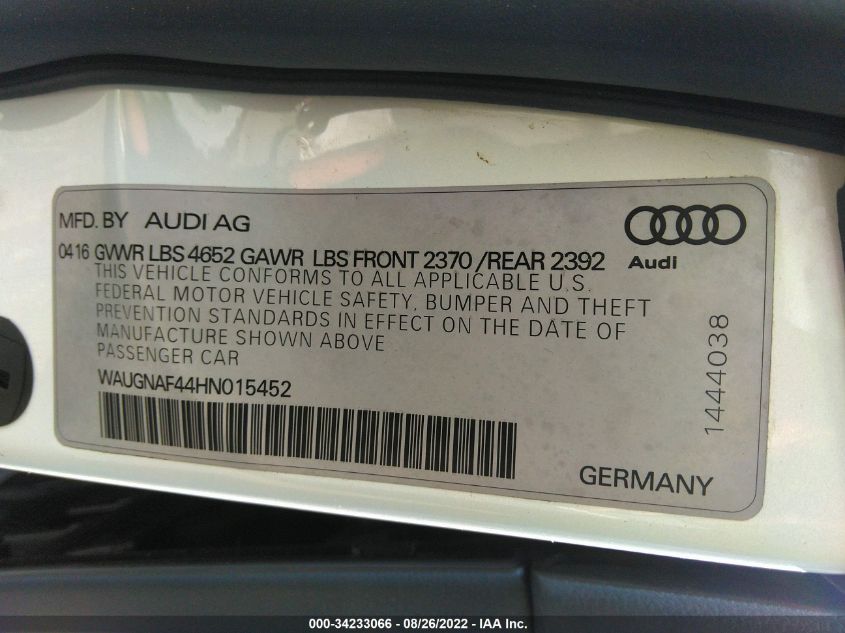 MFD. BY AUDI AG
0416 GVWR LBS 4652 GAWR LBS FRONT 2370 /REAR 2392
Audi
THIS VEHICLE CONFORMS TO ALL APPLICABLE U.S.
FEDERAL MOTOR VEHICLE SAFETY, BUMPER AND THEFT
PREVENTION STANDARDS IN EFFECT ON THE DATE OF
MANUFACTURE SHOWN ABOVE
PASSENGER CAR
WAUGNAF44HN015452
1444038
GERMANY
000-34233066 - 08/26/2022 - IAA Inc.